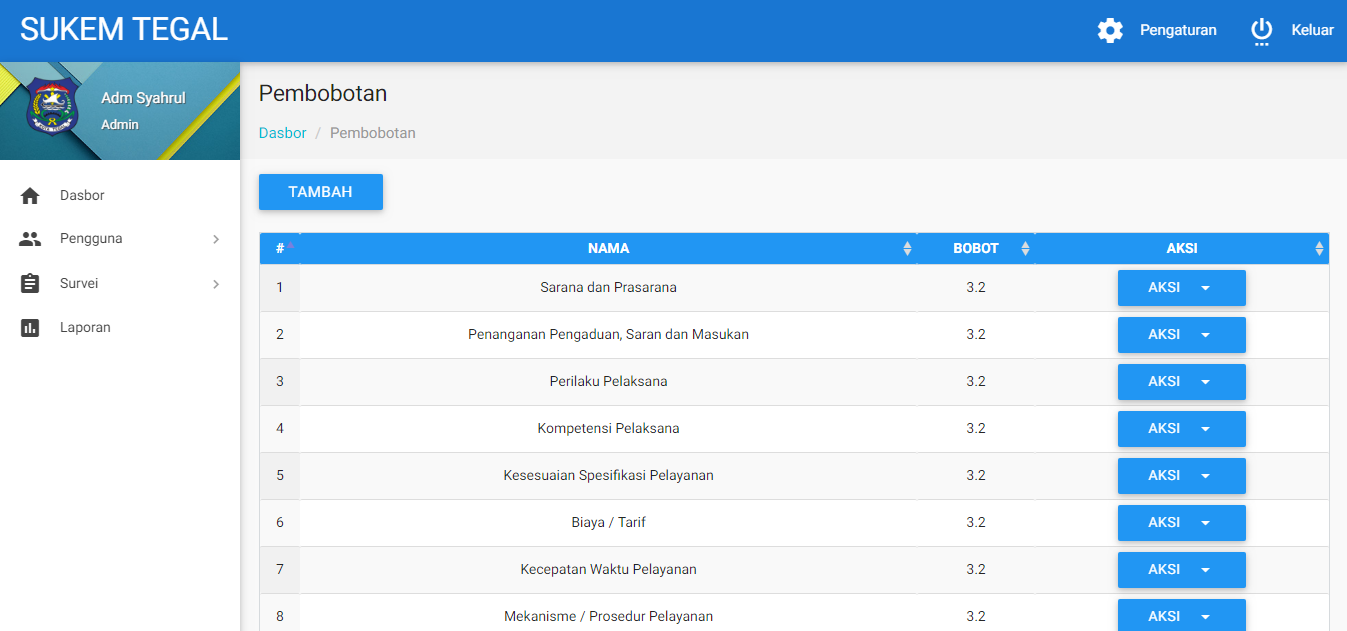 SUKEM TEGAL
Pengaturan
Keluar
Adm Syahrul
Admin
Dasbor
Pengguna
Survei
Laporan
Pembobotan
Dasbor / Pembobotan
TAMBAH
# NAMA BOBOT AKSI
1 Sarana dan Prasarana 3.2 AKSI
2 Penanganan Pengaduan, Saran dan Masukan 3.2 AKSI
3 Perilaku Pelaksana 3.2 AKSI
4 Kompetensi Pelaksana 3.2 AKSI
5 Kesesuaian Spesifikasi Pelayanan 3.2 AKSI
6 Biaya / Tarif 3.2 AKSI
7 Kecepatan Waktu Pelayanan 3.2 AKSI
8 Mekanisme / Prosedur Pelayanan 3.2 AKSI